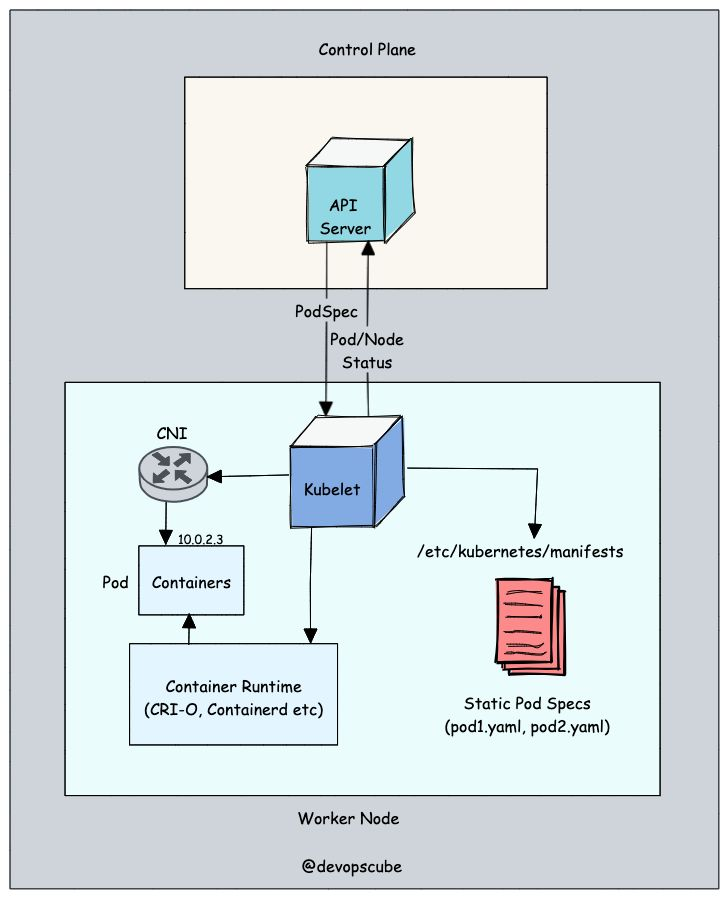 Control Plane
API
Server
PodSpec
Pod/Node
Status
CNI
Kubelet
10.0.2.3
Pod
Containers
/etc/kubernetes/manifests
Container Runtime
(CRI-O, Containerd etc)
Static Pod Specs
(pod1.yaml, pod2.yaml)
Worker Node
@devopscube